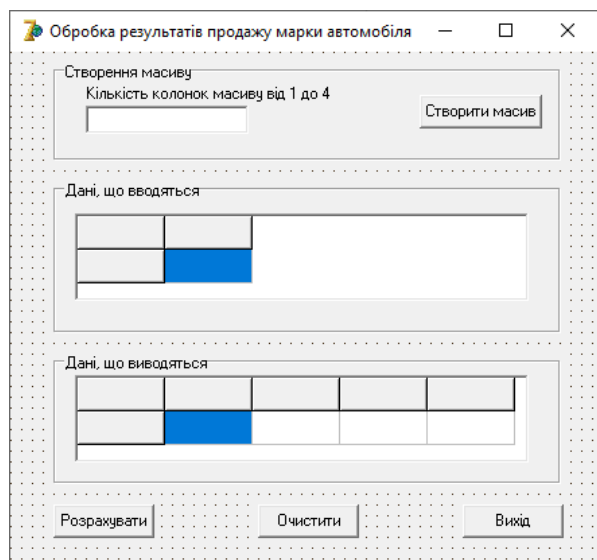 Обробка результатів продажу марки автомобіля
Створення масиву
Кількість колонок масиву від 1 до 4
Створити масив
Дані, що вводяться
Дані, що виводяться
Розрахувати
Очистити
Вихід